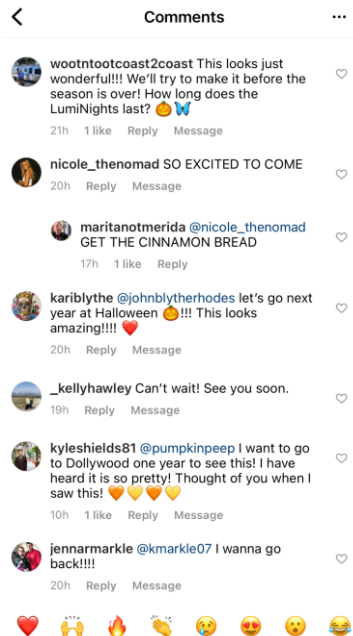 Comments
wootntootcoast2coast This looks just
wonderful!!! We'll try to make it before the
season is over! How long does the
LumiNights last? 🎃🦋
21h 1 like Reply Message
nicole_thenomad SO EXCITED TO COME
20h Reply Message
maritanotmerida @nicole_thenomad
GET THE CINNAMON BREAD
17h 1 like Reply
kariblythe @johnblytherhodes let's go next
year at Halloween 🎃!!! This looks
amazing!!!! ❤️
20h Reply Message
_kellyhawley Can't wait! See you soon.
19h Reply Message
kyleshields81 @pumpkinpeep I want to go
to Dollywood one year to see this! I have
heard it is so pretty! Thought of you when I
saw this! 🧡💛🧡💛
10h 1 like Reply Message
jennarmarkle @kmarkle07 I wanna go
back!!!!
20h Reply Message